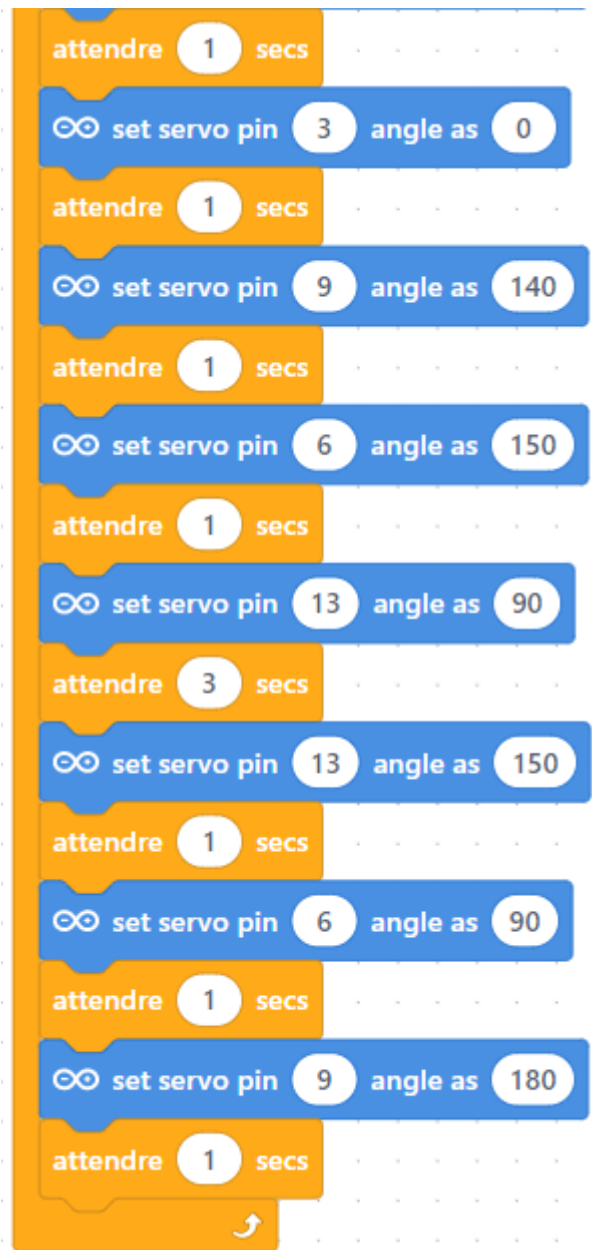 attendre 1 secs
set servo pin 3 angle as 0
attendre 1 secs
set servo pin 9 angle as 140
attendre 1 secs
set servo pin 6 angle as 150
attendre 1 secs
set servo pin 13 angle as 90
attendre 3 secs
set servo pin 13 angle as 150
attendre 1 secs
set servo pin 6 angle as 90
attendre 1 secs
set servo pin 9 angle as 180
attendre 1 secs